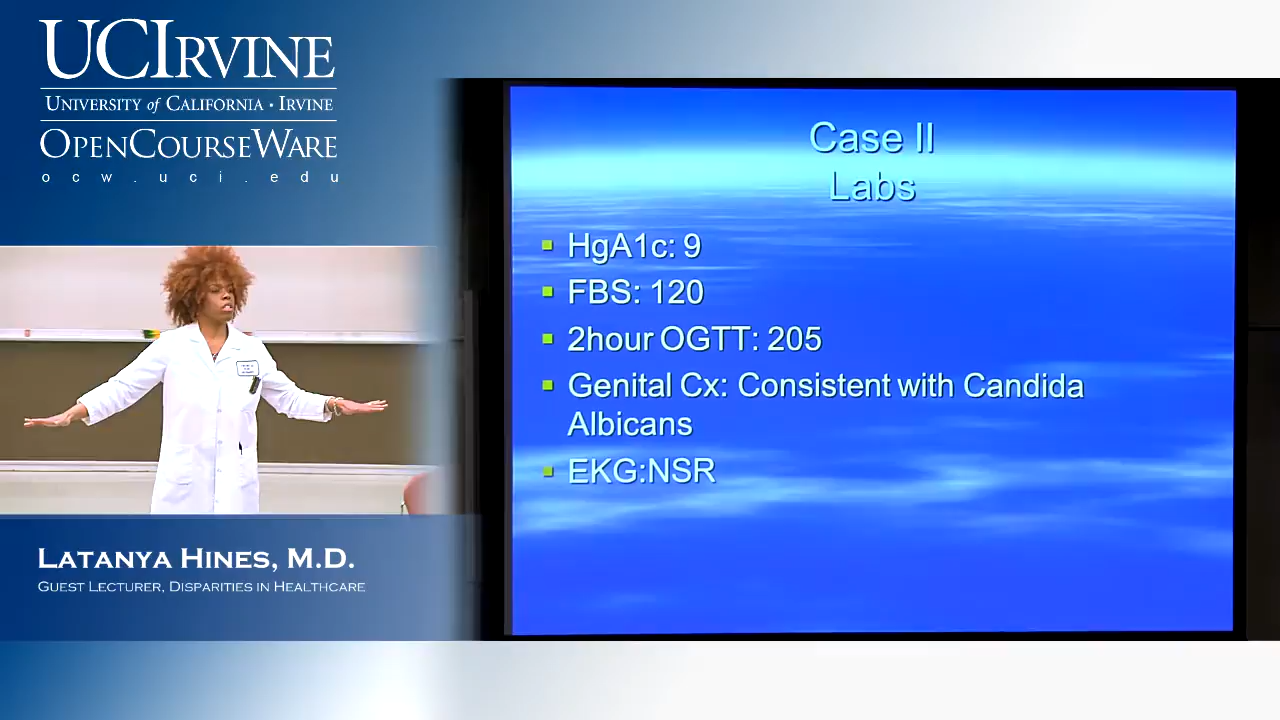 UCIRVINE
UNIVERSITY of CALIFORNIA · IRVINE
OPENCOURSEWARE
ocw.uci.edu
Case II
Labs
HgA1c: 9
FBS: 120
2hour OGTT: 205
Genital Cx: Consistent with Candida
Albicans
EKG:NSR
LATANYA HINES, M.D.
GUEST LECTURER, DISPARITIES IN HEALTHCARE